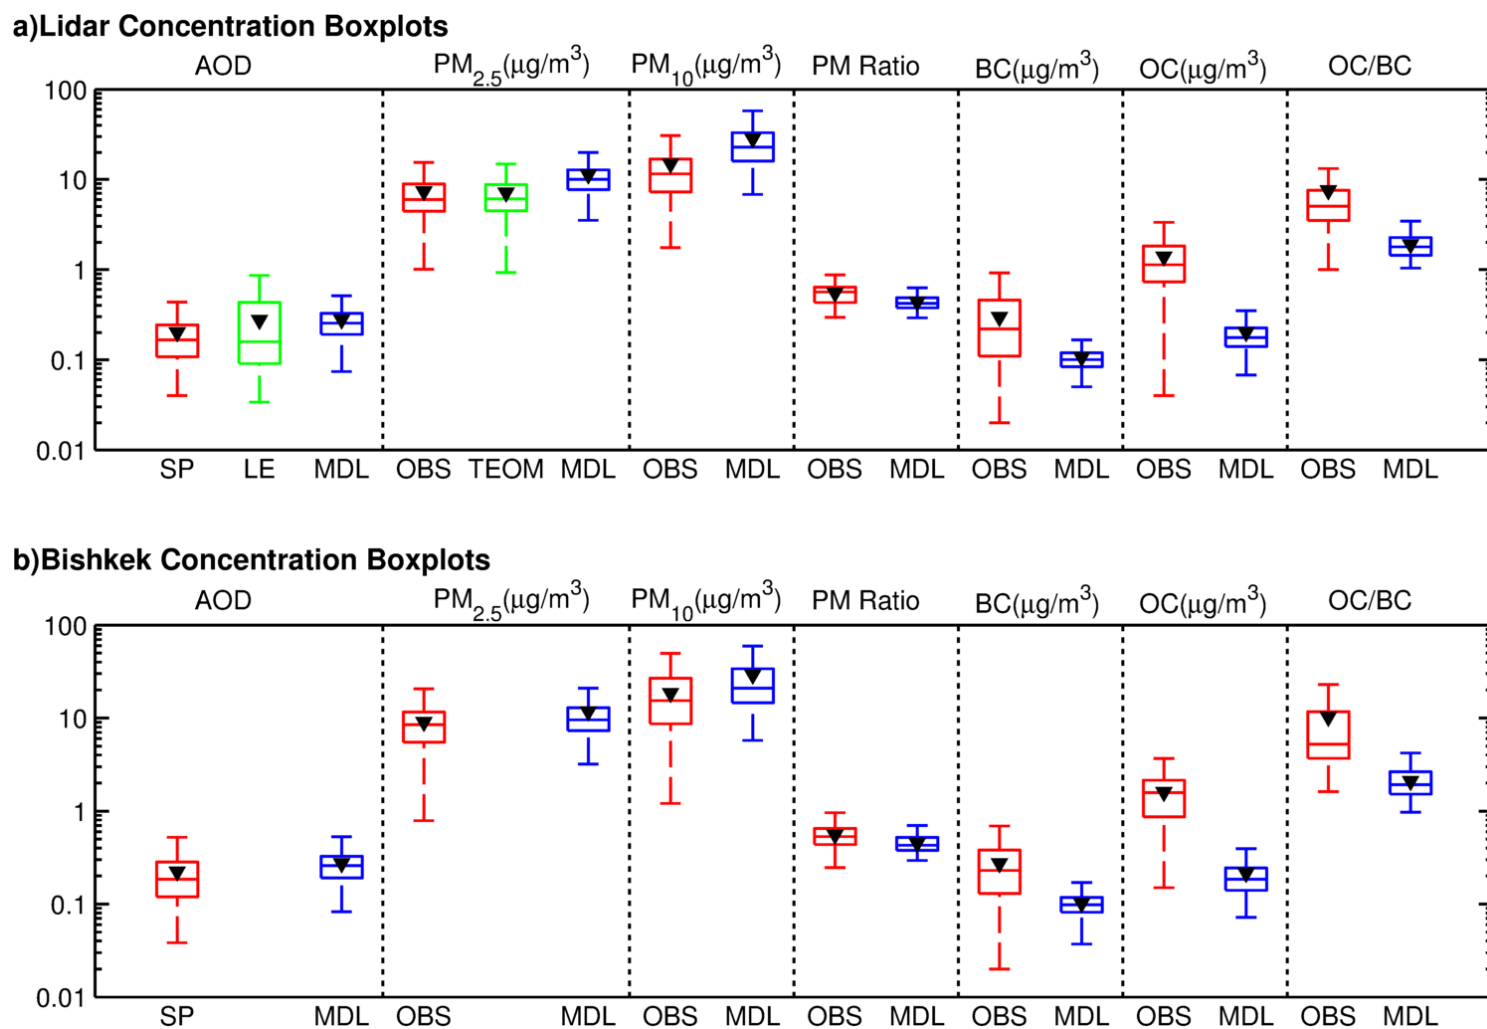 a)Lidar Concentration Boxplots
AOD PM2.5(μg/m3) PM10(μg/m3) PM Ratio BC(μg/m3) OC(μg/m3) OC/BC
100
10
1
0.1
0.01
SP LE MDL OBS TEOM MDL OBS MDL OBS MDL OBS MDL OBS MDL OBS MDL
b)Bishkek Concentration Boxplots
AOD PM2.5(μg/m3) PM10(μg/m3) PM Ratio BC(μg/m3) OC(μg/m3) OC/BC
100
10
1
0.1
0.01
SP MDL OBS MDL OBS MDL OBS MDL OBS MDL OBS MDL OBS MDL